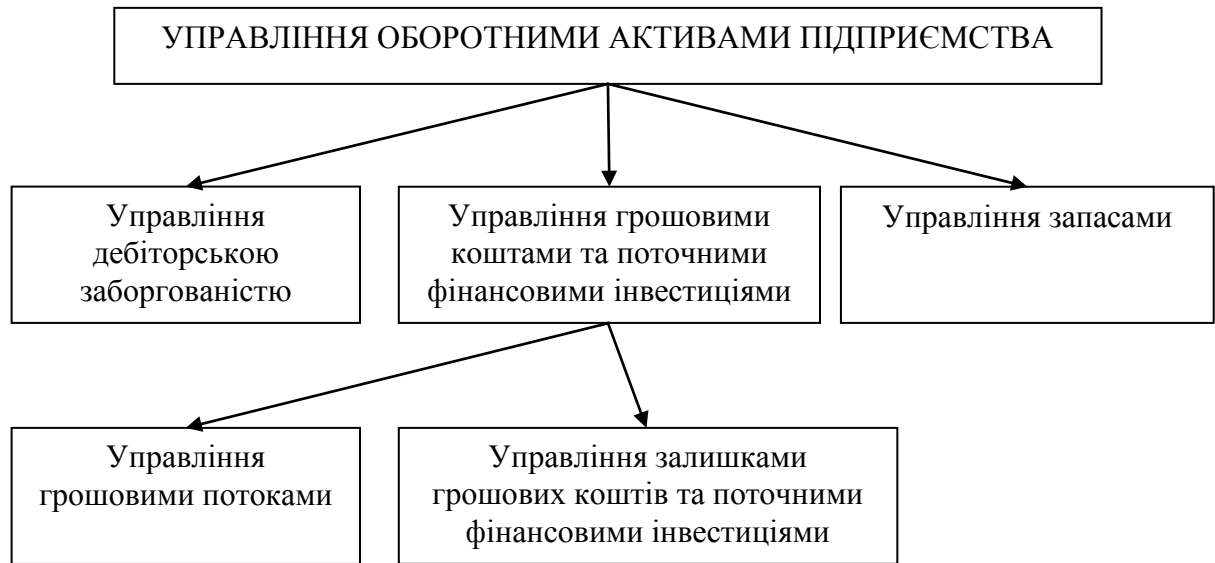 УПРАВЛІННЯ ОБОРОТНИМИ АКТИВАМИ ПІДПРИЄМСТВА
Управління
дебіторською
заборгованістю
Управління грошовими
коштами та поточними
фінансовими інвестиціями
Управління запасами
Управління
грошовими потоками
Управління залишками
грошових коштів та поточними
фінансовими інвестиціями